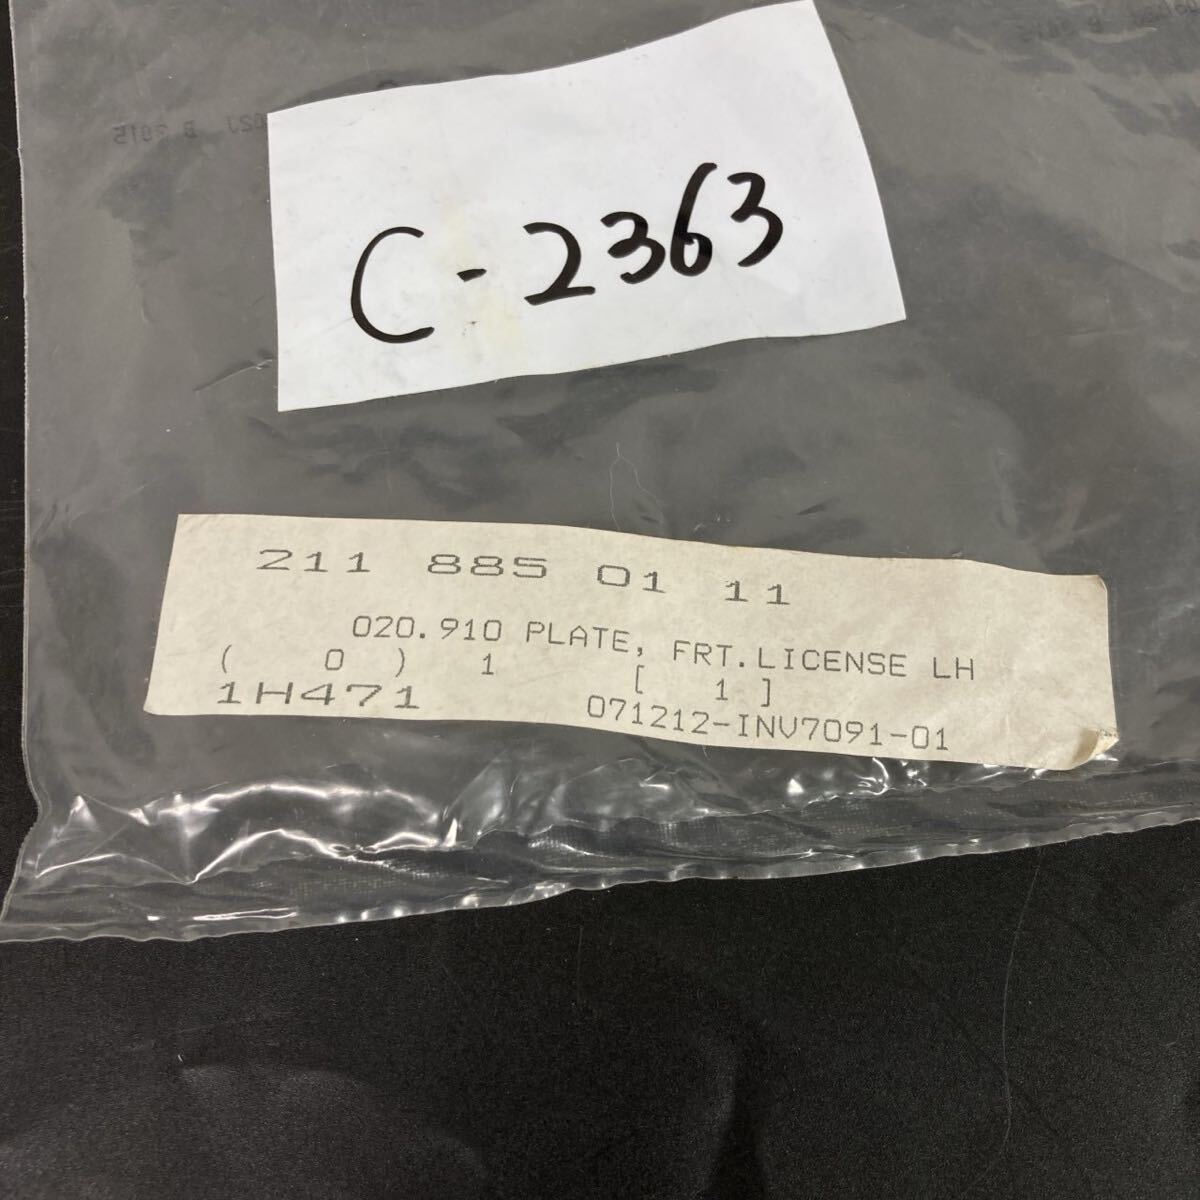 C-2363
211 885 01 11
020.910 PLATE, FRT.LICENSE LH
( 0 ) 1 [ 1 ]
1H471 071212-INV7091-01